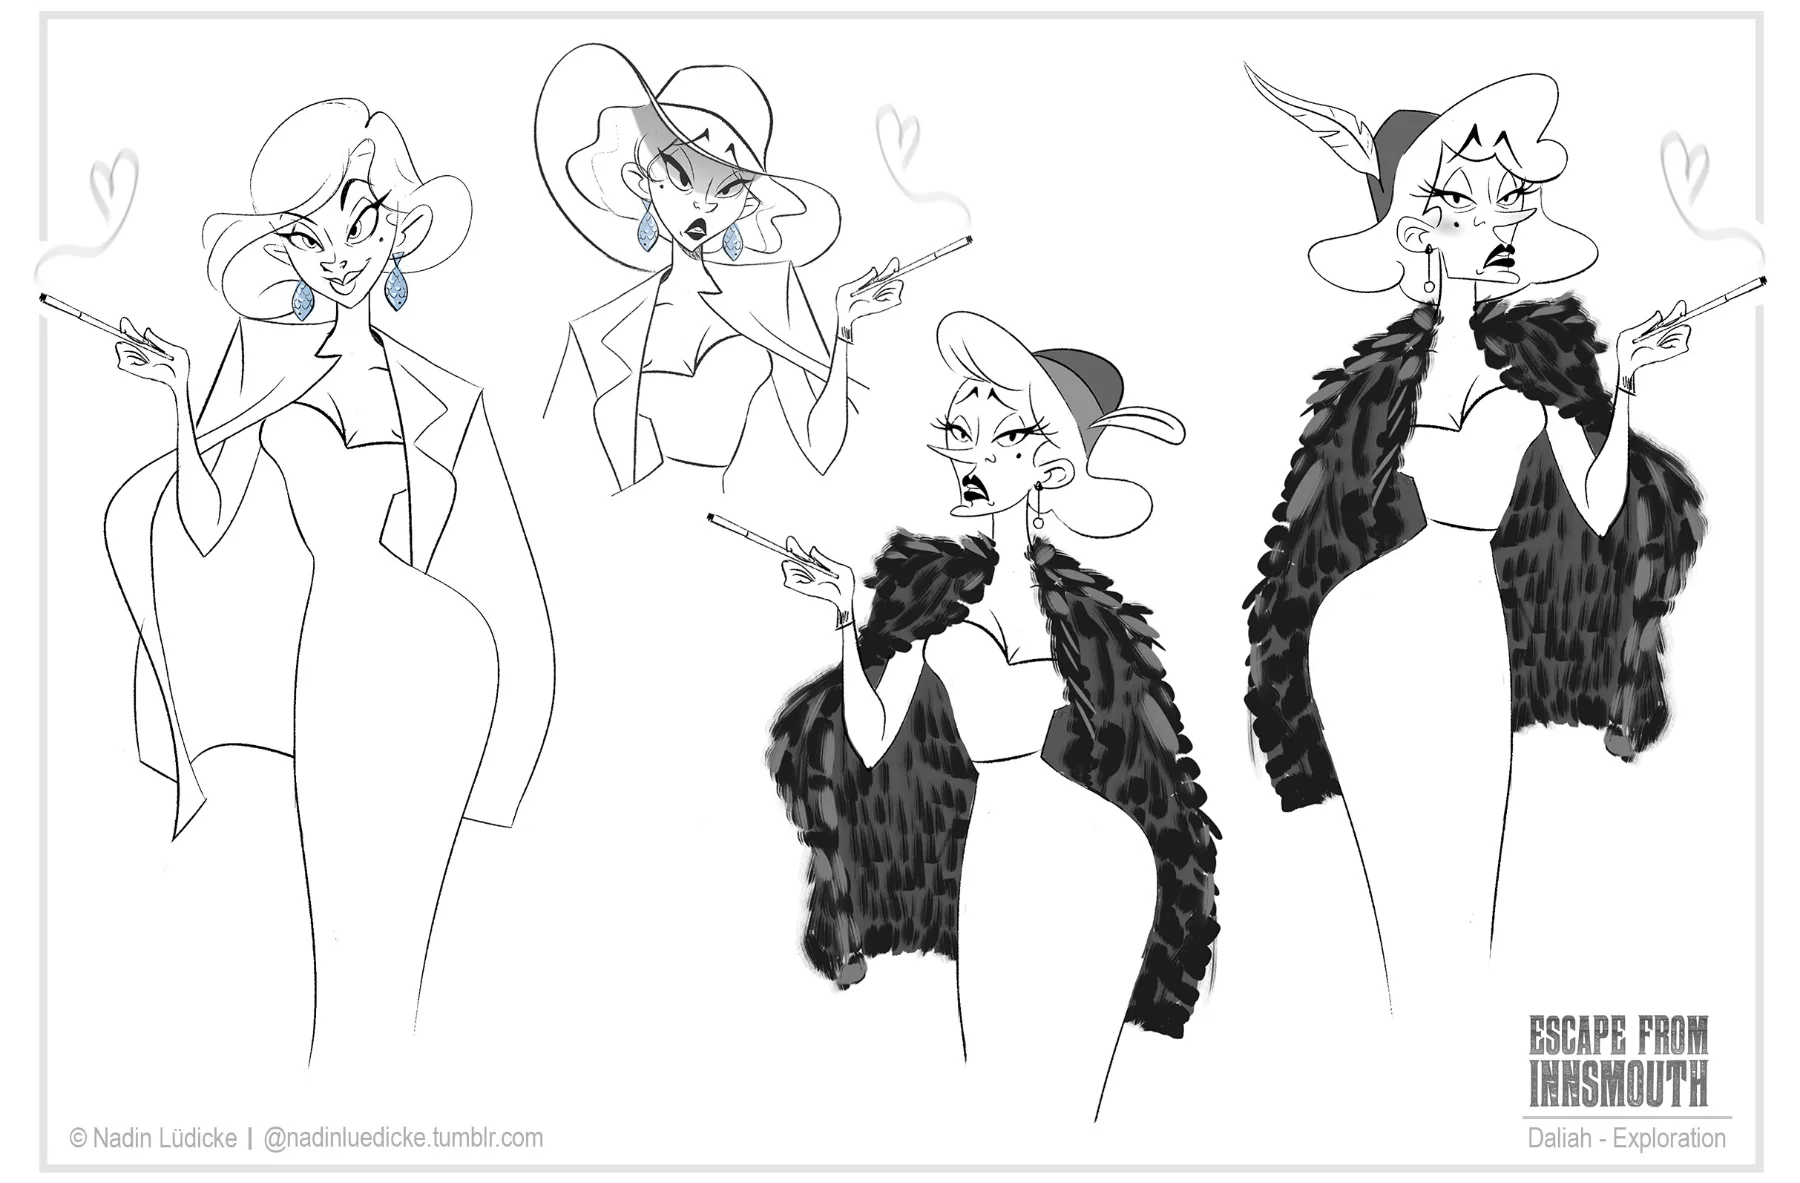 ESCAPE FROM
INNSMOUTH
Daliah - Exploration
© Nadin Lüdicke | @nadinluedicke.tumblr.com